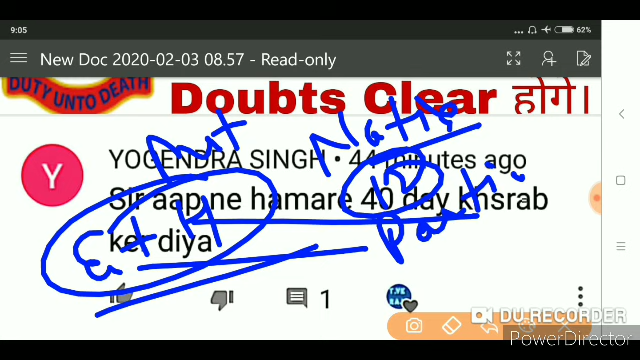 9:05
62%
New Doc 2020-02-03 08.57 - Read-only
DUTY UNTO DEATH
Doubts Clear होगे।
Y
YOGENDRA SINGH • 44 minutes ago
Sir aap ne hamare 40 day khsrab
ker diya
1
DU RECORDER
PowerDirector